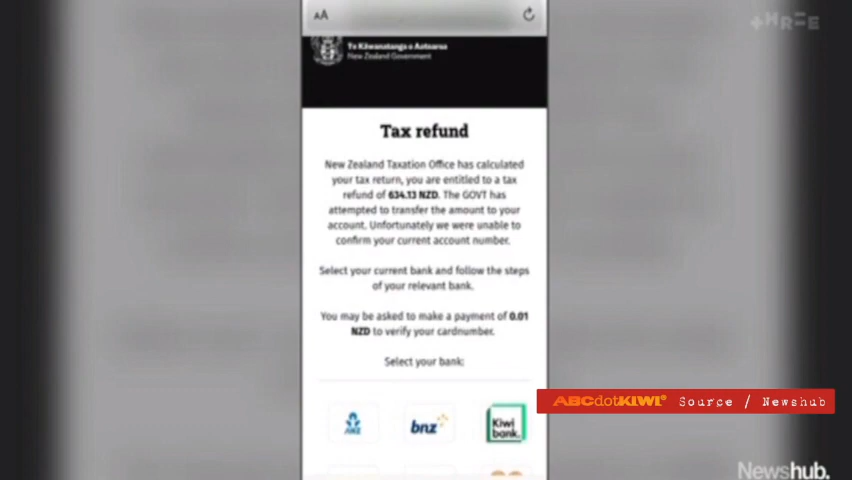 AA
+HR=E
Te Kāwanatanga o Aotearoa
New Zealand Government
Tax refund
New Zealand Taxation Office has calculated
your tax return, you are entitled to a tax
refund of 634.13 NZD. The GOVT has
attempted to transfer the amount to your
account. Unfortunately we were unable to
confirm your current account number.
Select your current bank and follow the steps
of your relevant bank.
You may be asked to make a payment of 0.01
NZD to verify your cardnumber.
Select your bank:
ANZ
bnz
Kiwi
bank.
ABCdotKIWI® Source / Newshub
Newshub.